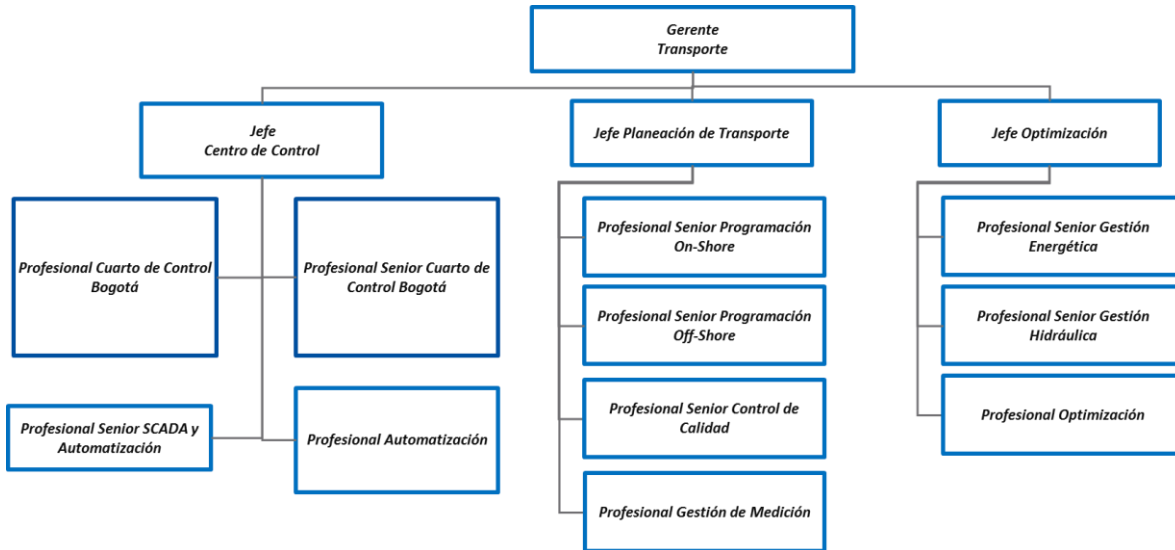 Gerente
Transporte
Jefe
Centro de Control
Jefe Planeación de Transporte
Jefe Optimización
Profesional Cuarto de Control
Bogotá
Profesional Senior Cuarto de
Control Bogotá
Profesional Senior SCADA y
Automatización
Profesional Automatización
Profesional Senior Programación
On-Shore
Profesional Senior Programación
Off-Shore
Profesional Senior Control de
Calidad
Profesional Gestión de Medición
Profesional Senior Gestión
Energética
Profesional Senior Gestión
Hidráulica
Profesional Optimización